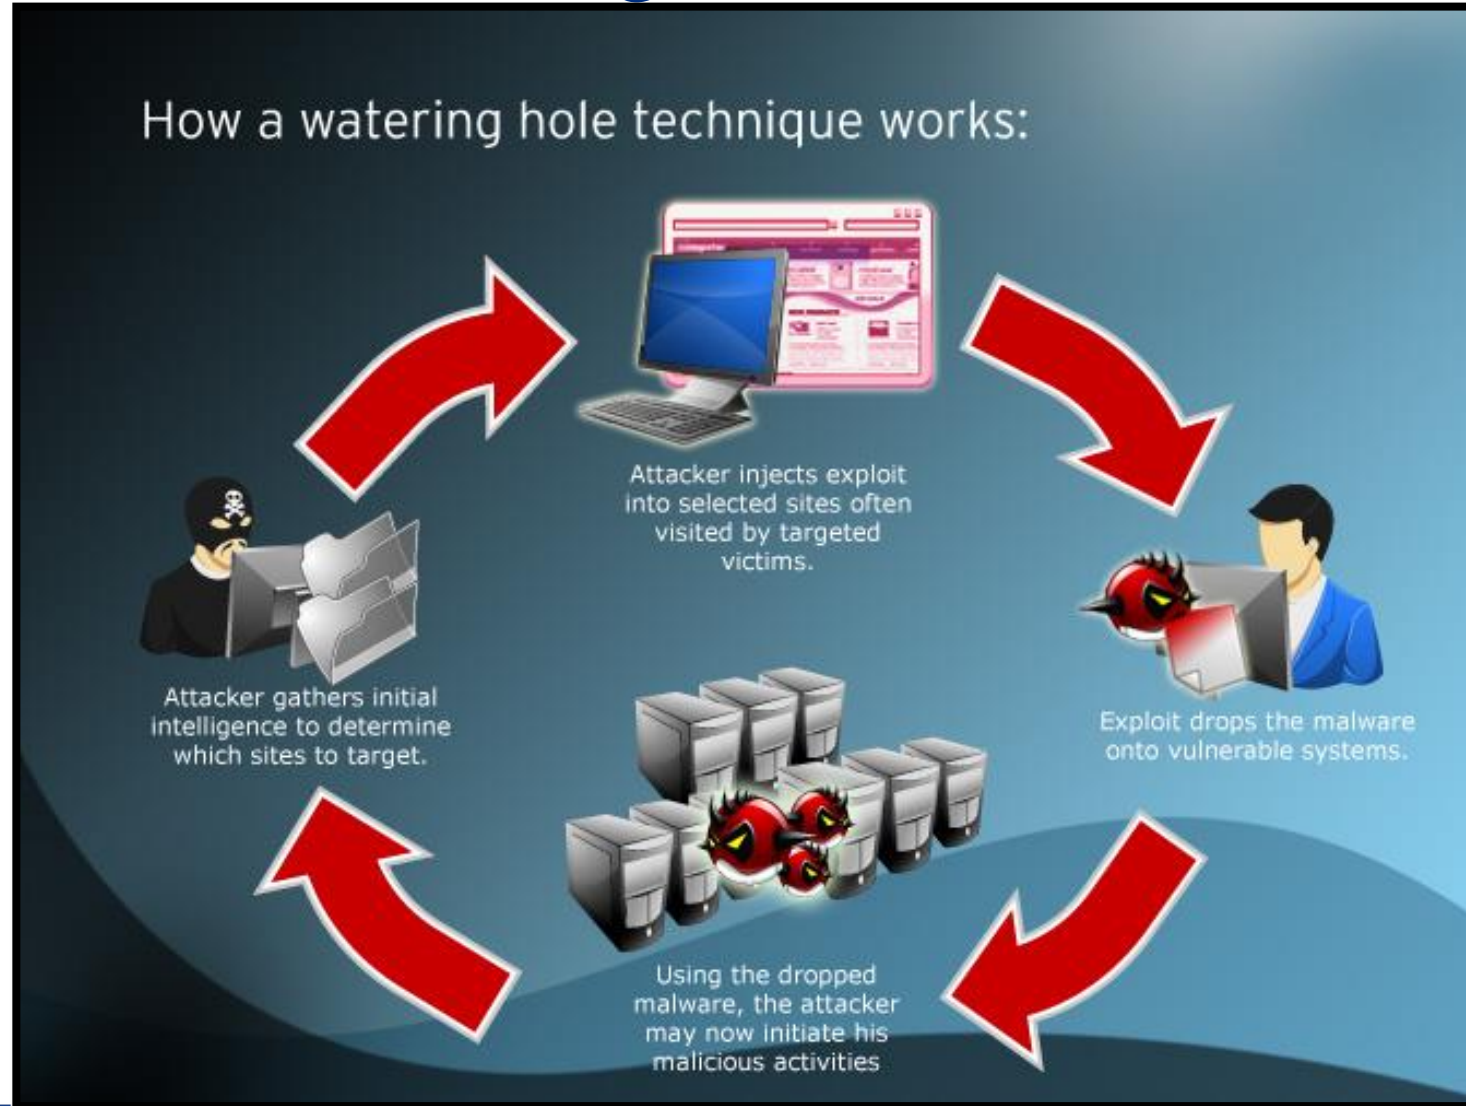 How a watering hole technique works:
Attacker injects exploit
into selected sites often
visited by targeted
victims.
Attacker gathers initial
intelligence to determine
which sites to target.
Exploit drops the malware
onto vulnerable systems.
Using the dropped
malware, the attacker
may now initiate his
malicious activities